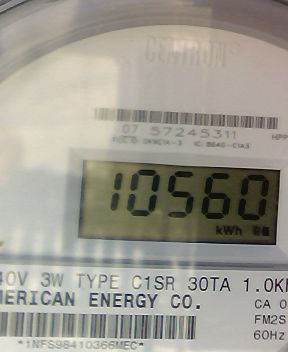 CENTRON
07 57245311
10560
kWh
40V 3W TYPE C1SR 30TA 1.0K
MERICAN ENERGY CO.
CA 0
FM2S
60Hz
*1NFS98410366MEC*